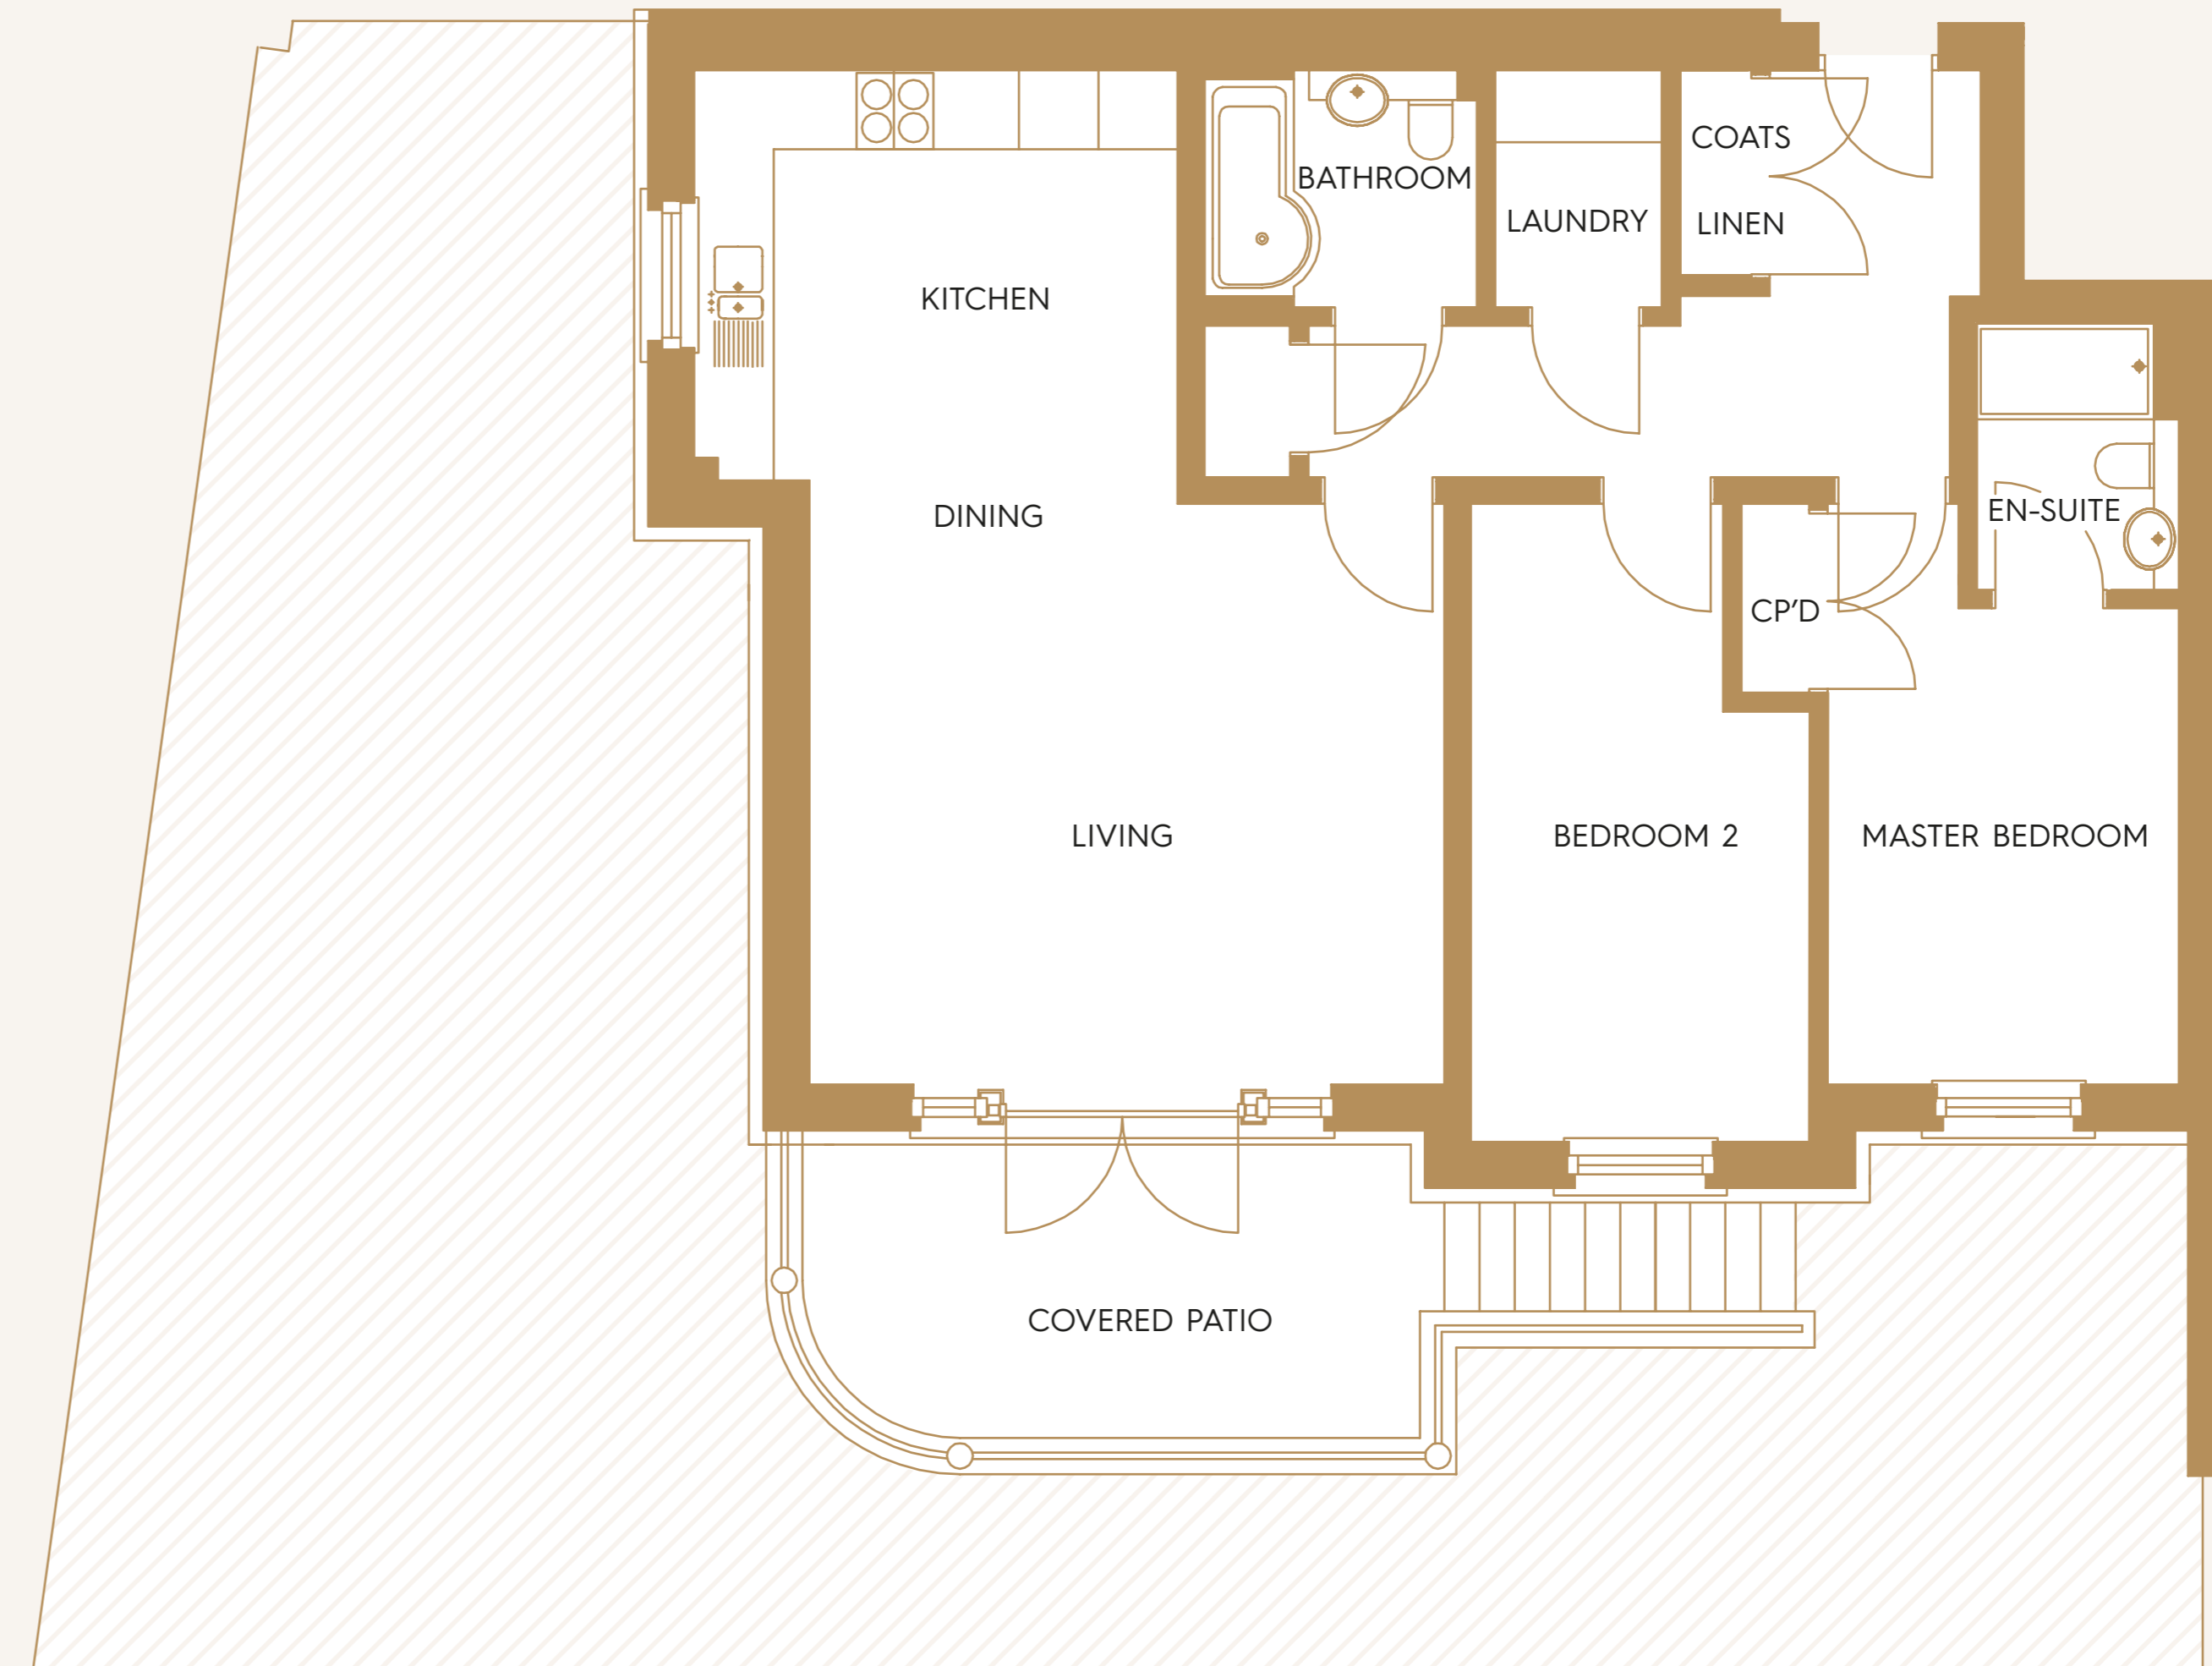 COATS
BATHROOM
LAUNDRY
LINEN
KITCHEN
EN-SUITE
DINING
CP'D
LIVING
BEDROOM 2
MASTER BEDROOM
COVERED PATIO